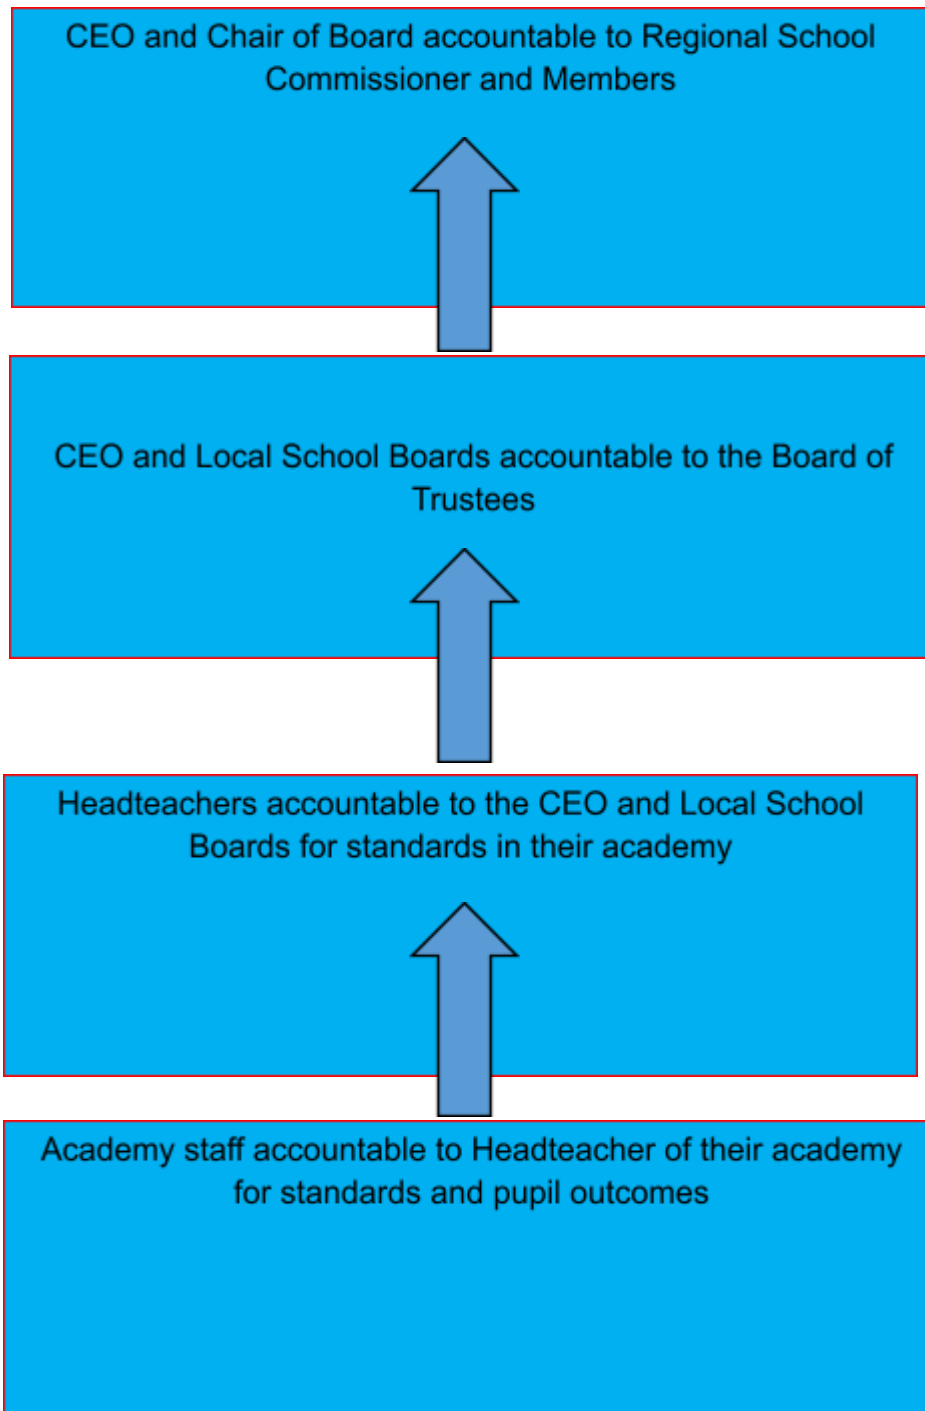 CEO and Chair of Board accountable to Regional School
Commissioner and Members
CEO and Local School Boards accountable to the Board of
Trustees
Headteachers accountable to the CEO and Local School
Boards for standards in their academy
Academy staff accountable to Headteacher of their academy
for standards and pupil outcomes